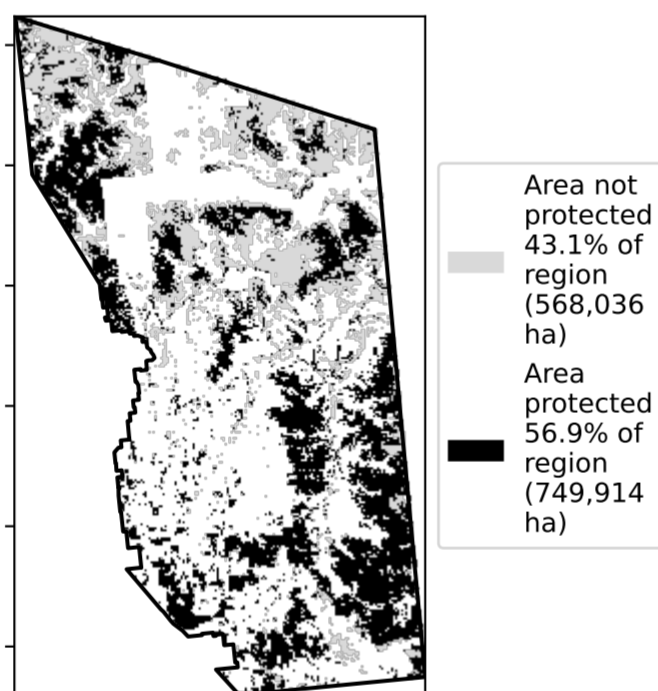 Area not
protected
43.1% of
region
(568,036
ha)
Area
protected
56.9% of
region
(749,914
ha)